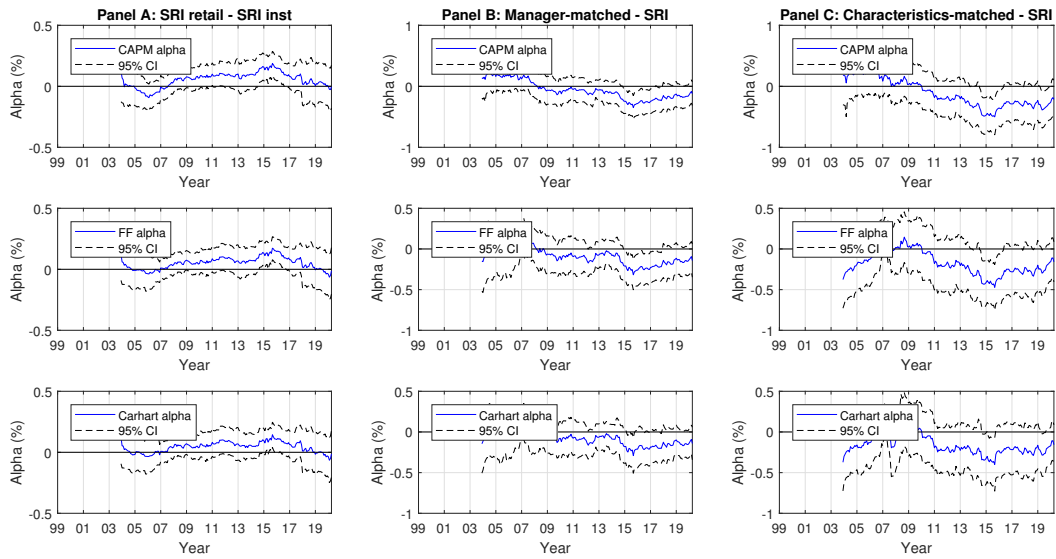 Panel A: SRI retail - SRI inst
Panel B: Manager-matched - SRI
Panel C: Characteristics-matched - SRI
0.5
0
-0.5
Alpha (%)
CAPM alpha
95% CI
99 01 03 05 07 09 11 13 15 17 19
Year
1
0
-1
Alpha (%)
CAPM alpha
95% CI
99 01 03 05 07 09 11 13 15 17 19
Year
1
0
-1
Alpha (%)
CAPM alpha
95% CI
99 01 03 05 07 09 11 13 15 17 19
Year
0.5
0
-0.5
Alpha (%)
FF alpha
95% CI
99 01 03 05 07 09 11 13 15 17 19
Year
0.5
0
-0.5
-1
Alpha (%)
FF alpha
95% CI
99 01 03 05 07 09 11 13 15 17 19
Year
0.5
0
-0.5
-1
Alpha (%)
FF alpha
95% CI
99 01 03 05 07 09 11 13 15 17 19
Year
0.5
0
-0.5
Alpha (%)
Carhart alpha
95% CI
99 01 03 05 07 09 11 13 15 17 19
Year
0.5
0
-0.5
-1
Alpha (%)
Carhart alpha
95% CI
99 01 03 05 07 09 11 13 15 17 19
Year
0.5
0
-0.5
-1
Alpha (%)
Carhart alpha
95% CI
99 01 03 05 07 09 11 13 15 17 19
Year